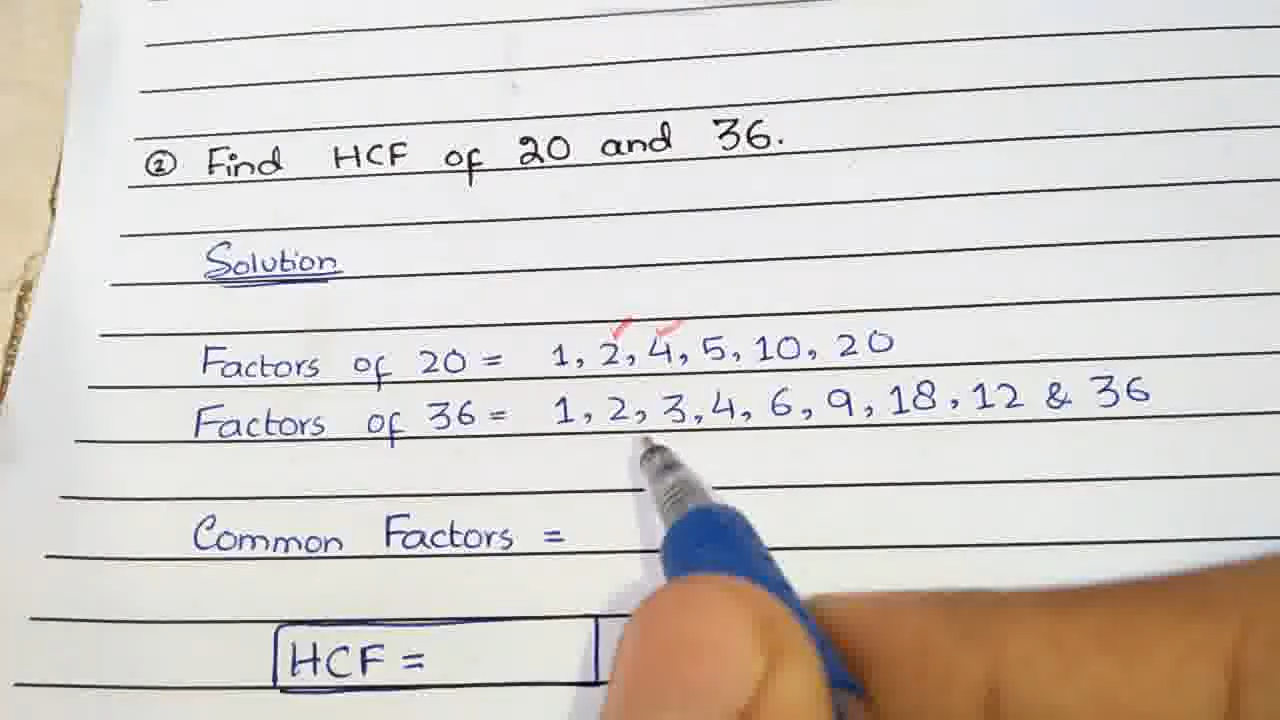 ② Find HCF of 20 and 36.
Solution
Factors of 20 = 1, 2, 4, 5, 10, 20
Factors of 36 = 1, 2, 3, 4, 6, 9, 18, 12 & 36
Common Factors =
HCF =